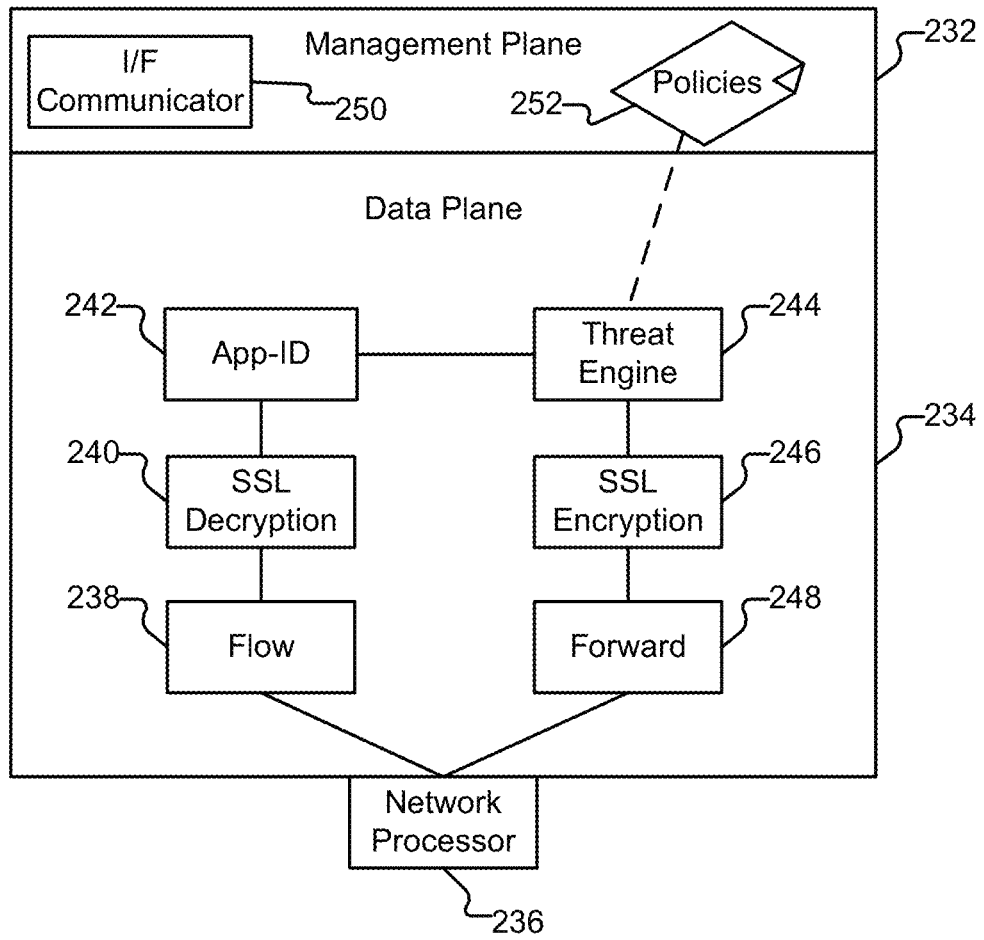 Management Plane
232
I/F
Communicator
250
252
Policies
Data Plane
242
App-ID
Threat
Engine
244
234
240
SSL
Decryption
SSL
Encryption
246
238
Flow
Forward
248
Network
Processor
236